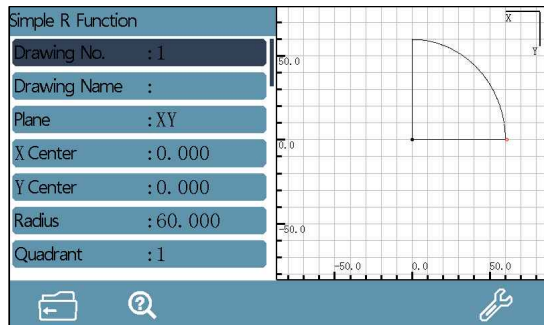 Simple R Function
Drawing No. :1
Drawing Name :
Plane :XY
X Center :0.000
Y Center :0.000
Radius :60.000
Quadrant :1
X
Y
50.0
0.0
-50.0
-50.0 0.0 50.0